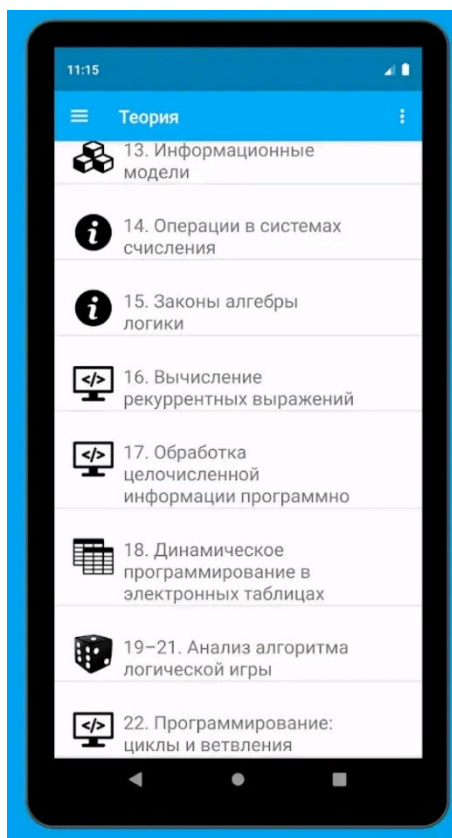 11:15
Теория
13. Информационные
модели
14. Операции в системах
счисления
15. Законы алгебры
логики
16. Вычисление
рекуррентных выражений
17. Обработка
целочисленной
информации программно
18. Динамическое
программирование в
электронных таблицах
19–21. Анализ алгоритма
логической игры
22. Программирование:
циклы и ветвления